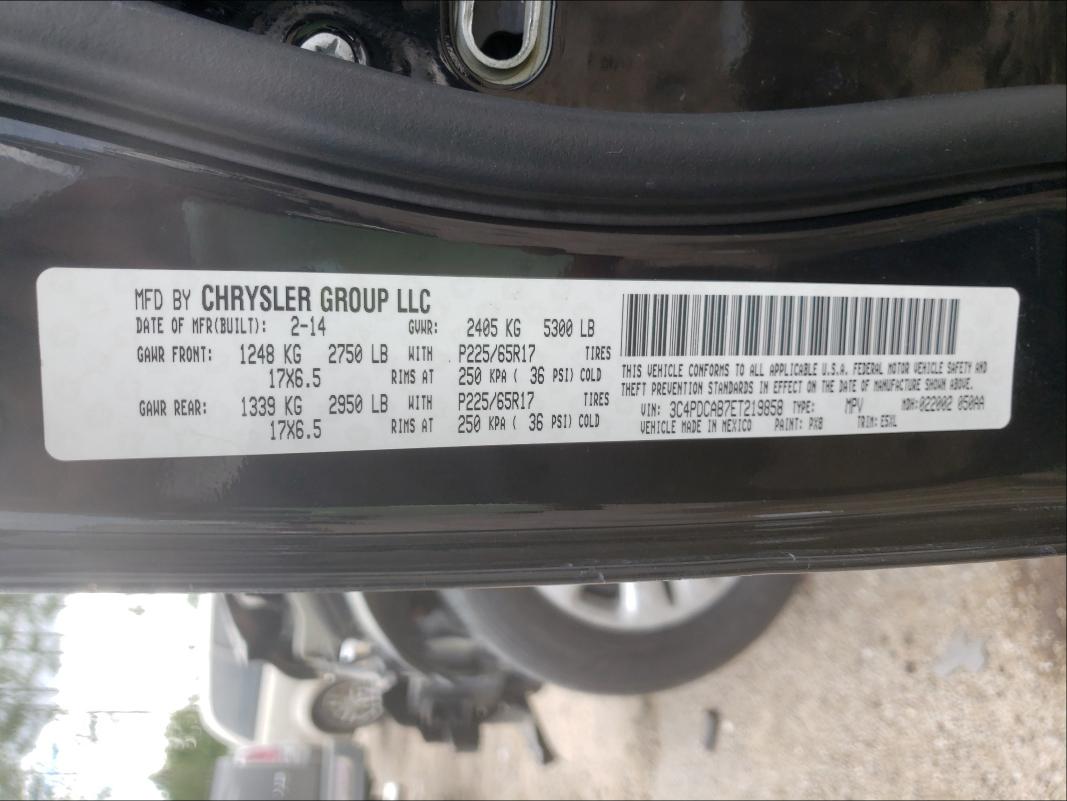 MFD BY CHRYSLER GROUP LLC
DATE OF MFR(BUILT): 2-14 GVWR: 2405 KG 5300 LB
GAWR FRONT: 1248 KG 2750 LB WITH P225/65R17 TIRES
17X6.5 RIMS AT 250 KPA ( 36 PSI) COLD
GAWR REAR: 1339 KG 2950 LB WITH P225/65R17 TIRES
17X6.5 RIMS AT 250 KPA ( 36 PSI) COLD
THIS VEHICLE CONFORMS TO ALL APPLICABLE U.S.A. FEDERAL MOTOR VEHICLE SAFETY AND
THEFT PREVENTION STANDARDS IN EFFECT ON THE DATE OF MANUFACTURE SHOWN ABOVE.
VIN: 3C4PDCAB7ET219858 TYPE: MPV MDH:022002 050AA
VEHICLE MADE IN MEXICO PAINT: PX8 TRIM: E5XL